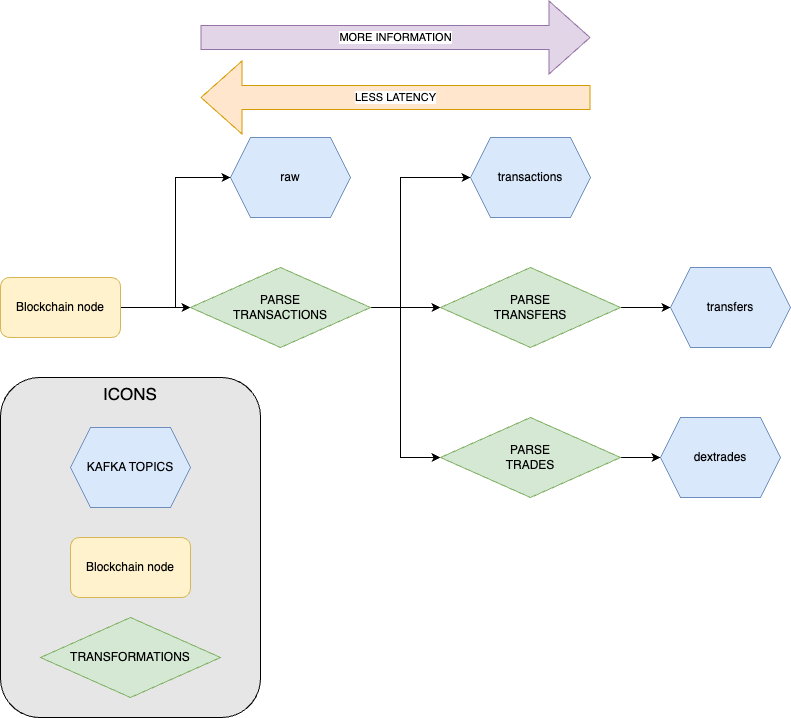 MORE INFORMATION
LESS LATENCY
raw
transactions
Blockchain node
PARSE
TRANSACTIONS
PARSE
TRANSFERS
transfers
PARSE
TRADES
dextrades
ICONS
KAFKA TOPICS
Blockchain node
TRANSFORMATIONS